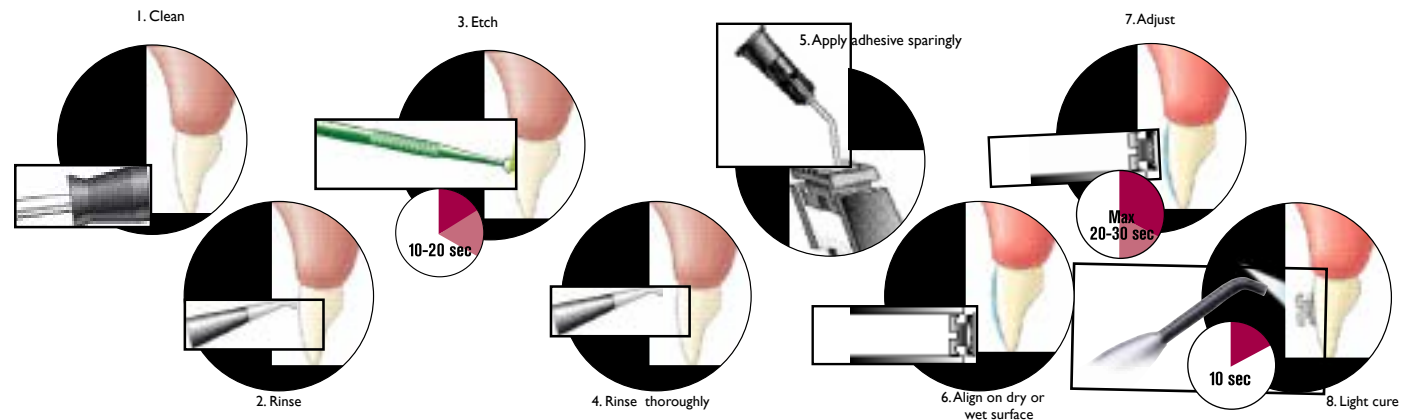 1. Clean
2. Rinse
3. Etch
10-20 sec
4. Rinse thoroughly
5. Apply adhesive sparingly
6. Align on dry or
wet surface
7. Adjust
Max
20-30 sec
8. Light cure
10 sec